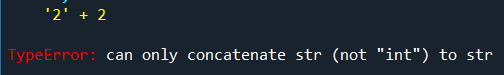 '2' + 2
TypeError: can only concatenate str (not "int") to str